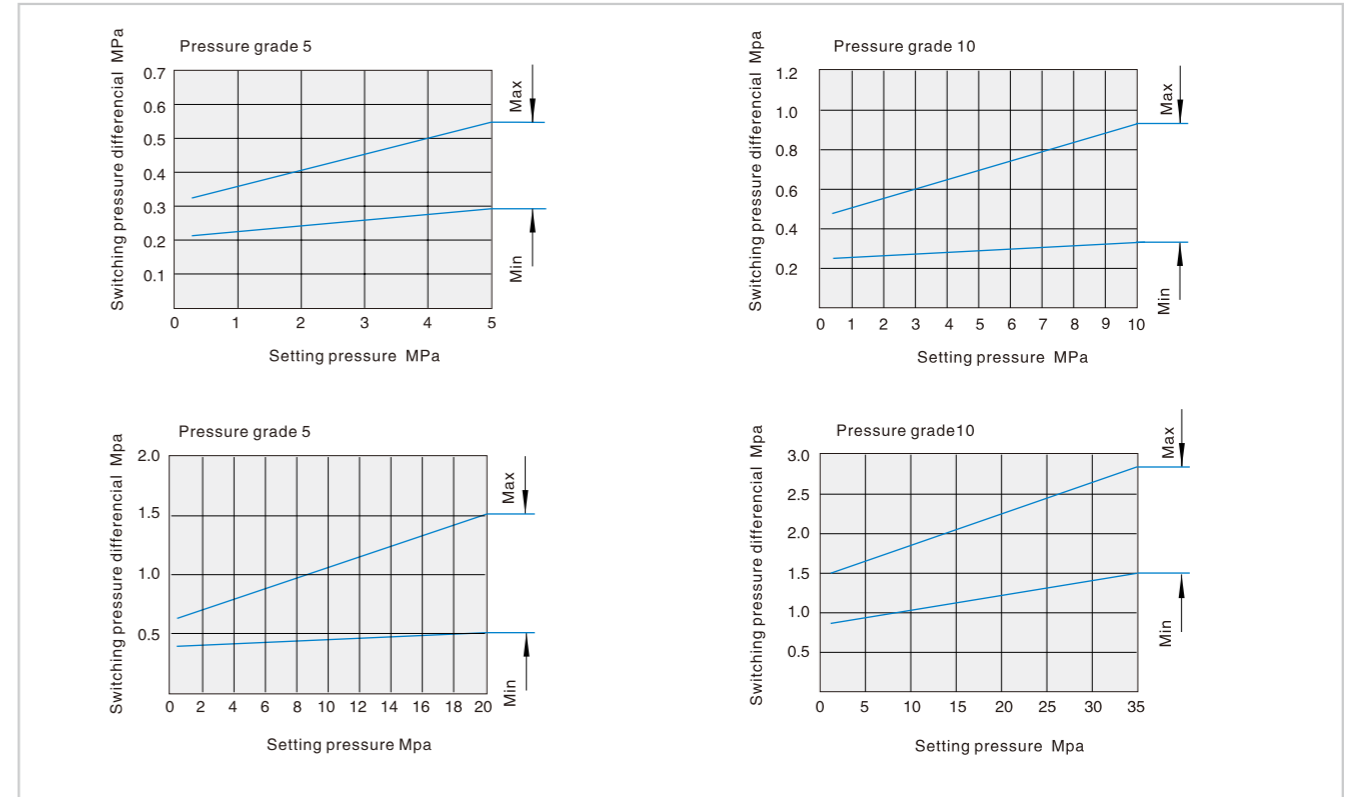 Pressure grade 5
Switching pressure differencial MPa
0.7
0.6
0.5
0.4
0.3
0.2
0.1
0 1 2 3 4 5
Setting pressure MPa
Max
Min
Pressure grade 10
Switching pressure differencial Mpa
1.2
1.0
0.8
0.6
0.4
0.2
0 1 2 3 4 5 6 7 8 9 10
Setting pressure MPa
Max
Min
Pressure grade 5
Switching pressure differencial Mpa
2.0
1.5
1.0
0.5
0 2 4 6 8 10 12 14 16 18 20
Setting pressure Mpa
Max
Min
Pressure grade10
Switching pressure differencial Mpa
3.0
2.5
2.0
1.5
1.0
0.5
0 5 10 15 20 25 30 35
Setting pressure Mpa
Max
Min